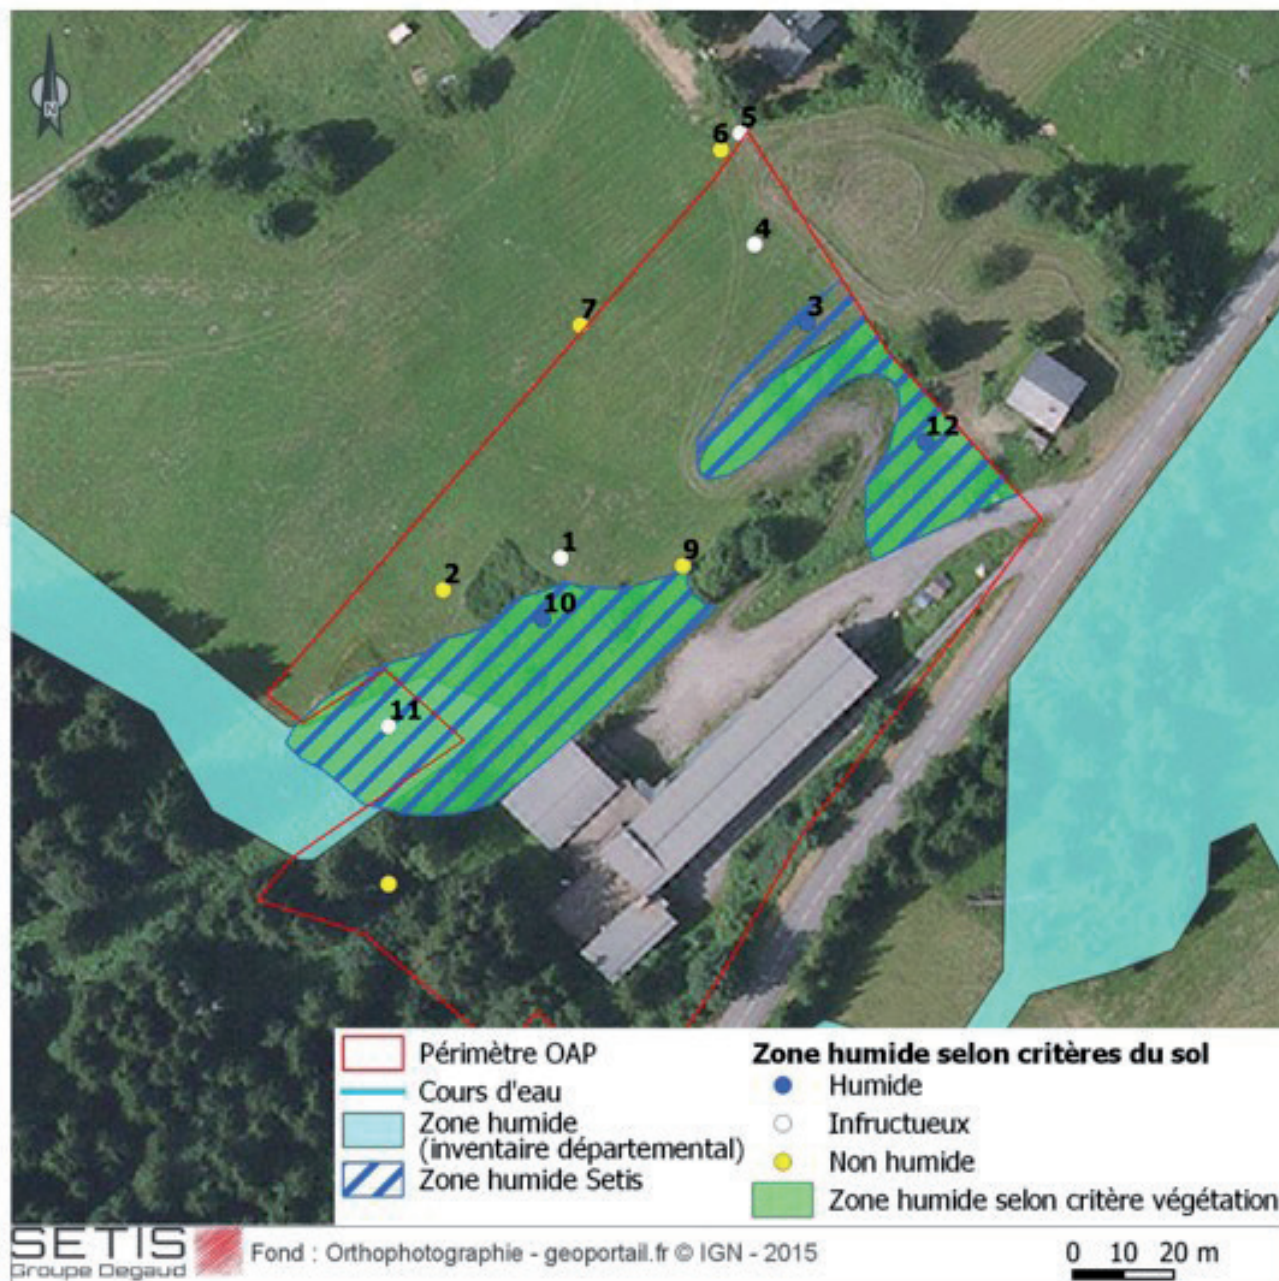 N
5
6
4
7
3
12
1
9
2
10
11
Périmètre OAP
Cours d'eau
Zone humide
(inventaire départemental)
Zone humide Setis
Zone humide selon critères du sol
Humide
Infructueux
Non humide
Zone humide selon critère végétation
SETIS
Groupe Degaud
Fond : Orthophotographie - geoportail.fr © IGN - 2015
0 10 20 m